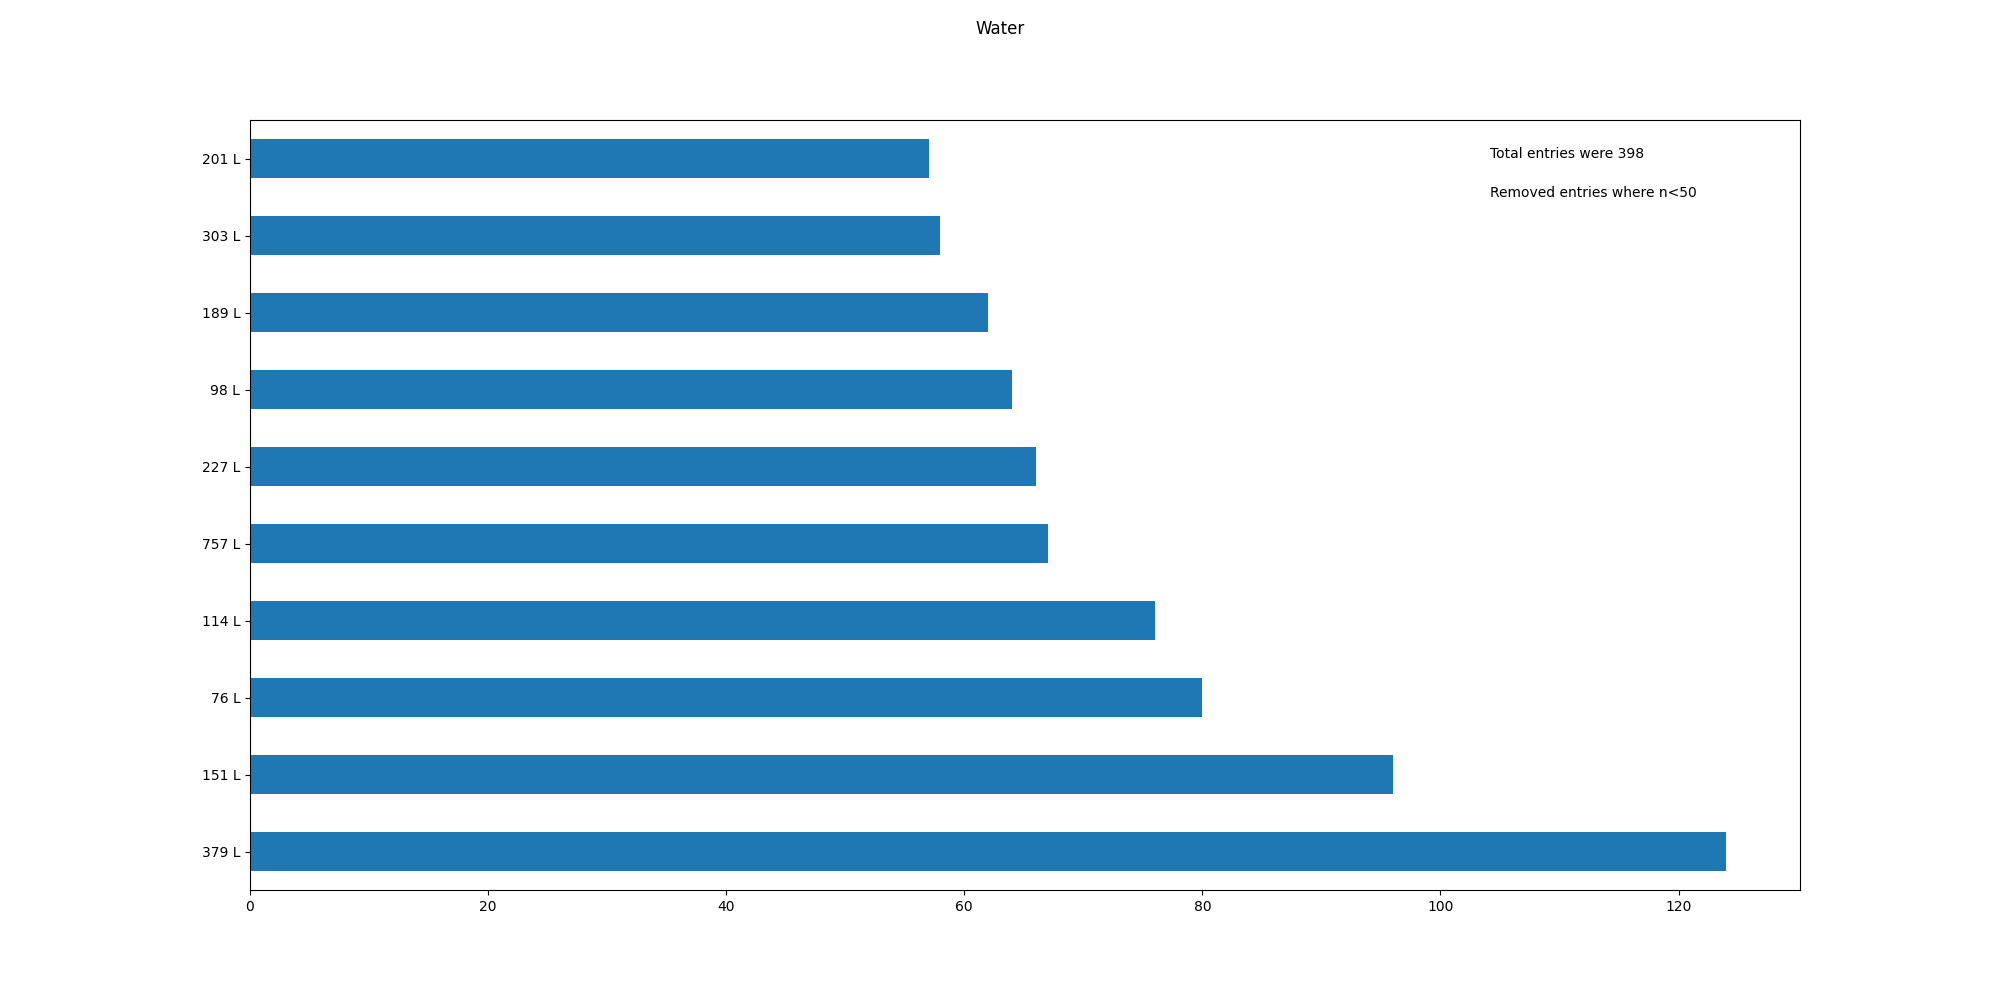 Water
Total entries were 398
Removed entries where n<50
201 L
303 L
189 L
98 L
227 L
757 L
114 L
76 L
151 L
379 L
0 20 40 60 80 100 120